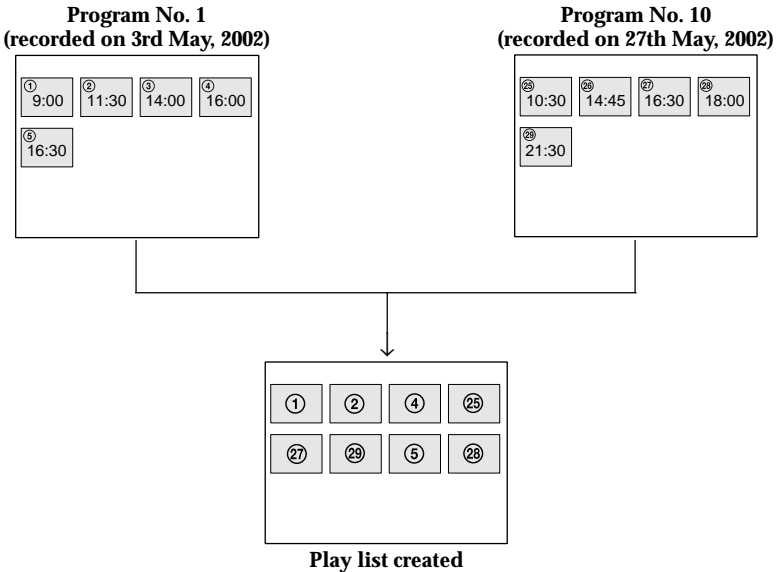 Program No. 1
(recorded on 3rd May, 2002)
① ② ③ ④
9:00 11:30 14:00 16:00
⑤
16:30
Program No. 10
(recorded on 27th May, 2002)
㉕ ㉖ ㉗ ㉘
10:30 14:45 16:30 18:00
㉙
21:30
① ② ④ ㉕
㉗ ㉙ ⑤ ㉘
Play list created